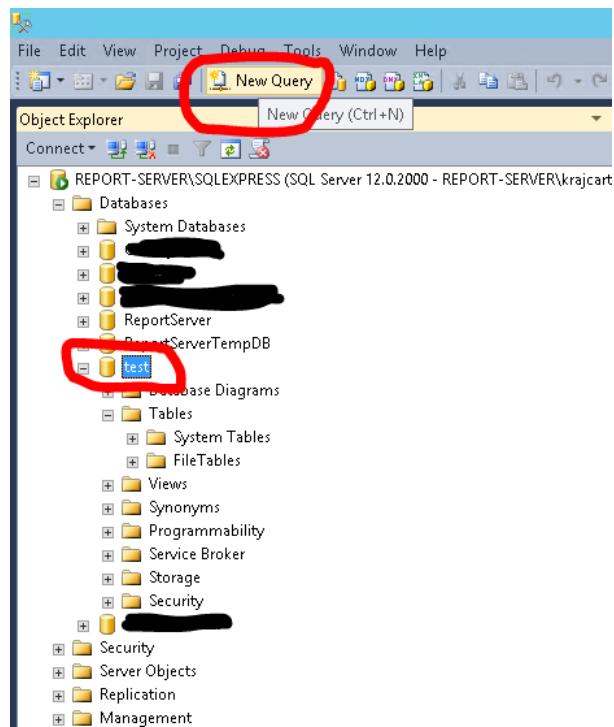 File Edit View Project Debug Tools Window Help
New Query
New Query (Ctrl+N)
Object Explorer
Connect
REPORT-SERVER\SQLEXPRESS (SQL Server 12.0.2000 - REPORT-SERVER\krajcart
Databases
System Databases
ReportServer
ReportServerTempDB
test
Database Diagrams
Tables
System Tables
FileTables
Views
Synonyms
Programmability
Service Broker
Storage
Security
Security
Server Objects
Replication
Management